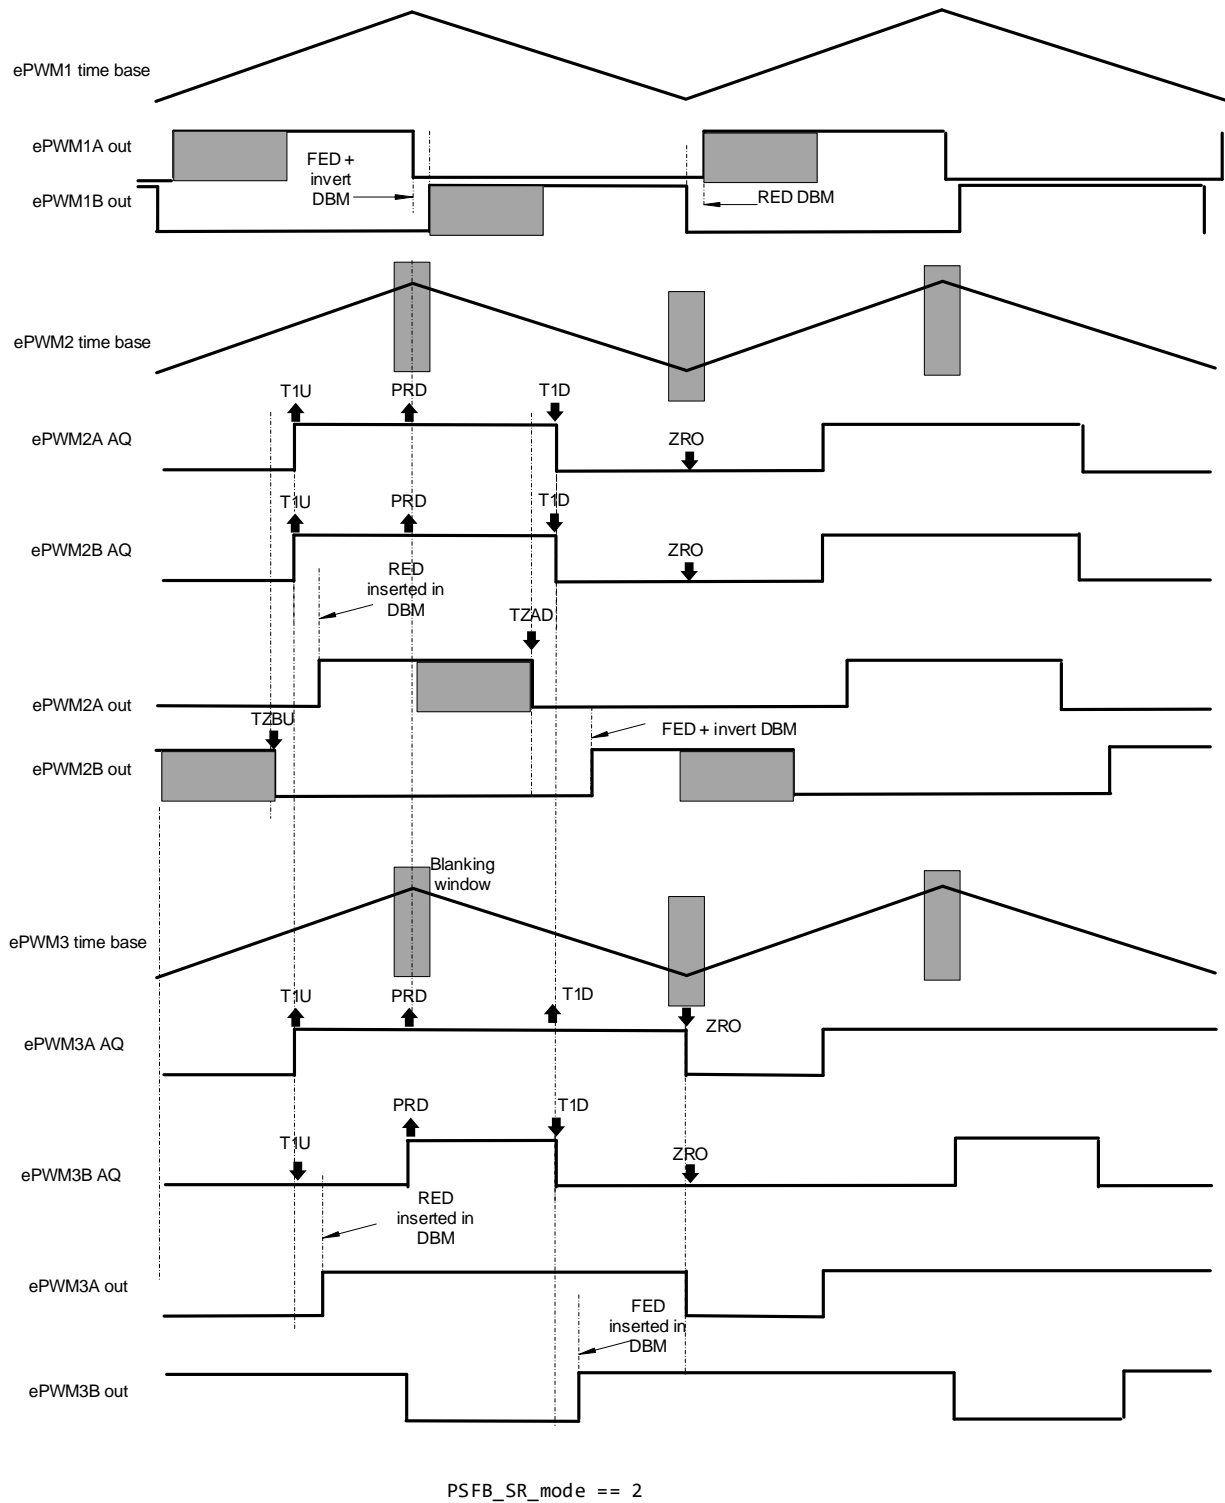 ePWM1 time base
ePWM1A out
FED +
invert
DBM
ePWM1B out
RED DBM
ePWM2 time base
T1U
PRD
T1D
ePWM2A AQ
ZRO
T1U
PRD
T1D
ePWM2B AQ
ZRO
RED
inserted in
DBM
TZAD
ePWM2A out
TZBU
FED + invert DBM
ePWM2B out
Blanking
window
ePWM3 time base
T1U
PRD
T1D
ZRO
ePWM3A AQ
PRD
T1D
T1U
ZRO
ePWM3B AQ
RED
inserted in
DBM
ePWM3A out
FED
inserted in
DBM
ePWM3B out
PSFB_SR_mode == 2